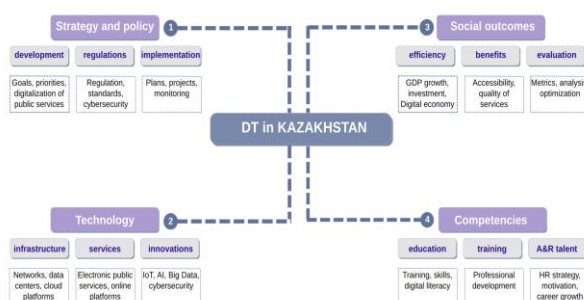 Strategy and policy
1
development
regulations
implementation
Goals, priorities,
digitalization of
public services
Regulation,
standards,
cybersecurity
Plans, projects,
monitoring
3
Social outcomes
efficiency
benefits
evaluation
GDP growth,
investment,
Digital economy
Accessibility,
quality of
services
Metrics, analysis
optimization
DT in KAZAKHSTAN
Technology
2
infrastructure
services
innovations
Networks, data
centers, cloud
platforms
Electronic public
services, online
platforms
IoT, AI, Big Data,
cybersecurity
4
Competencies
education
training
A&R talent
Training, skills,
digital literacy
Professional
development
HR strategy,
motivation,
career growth